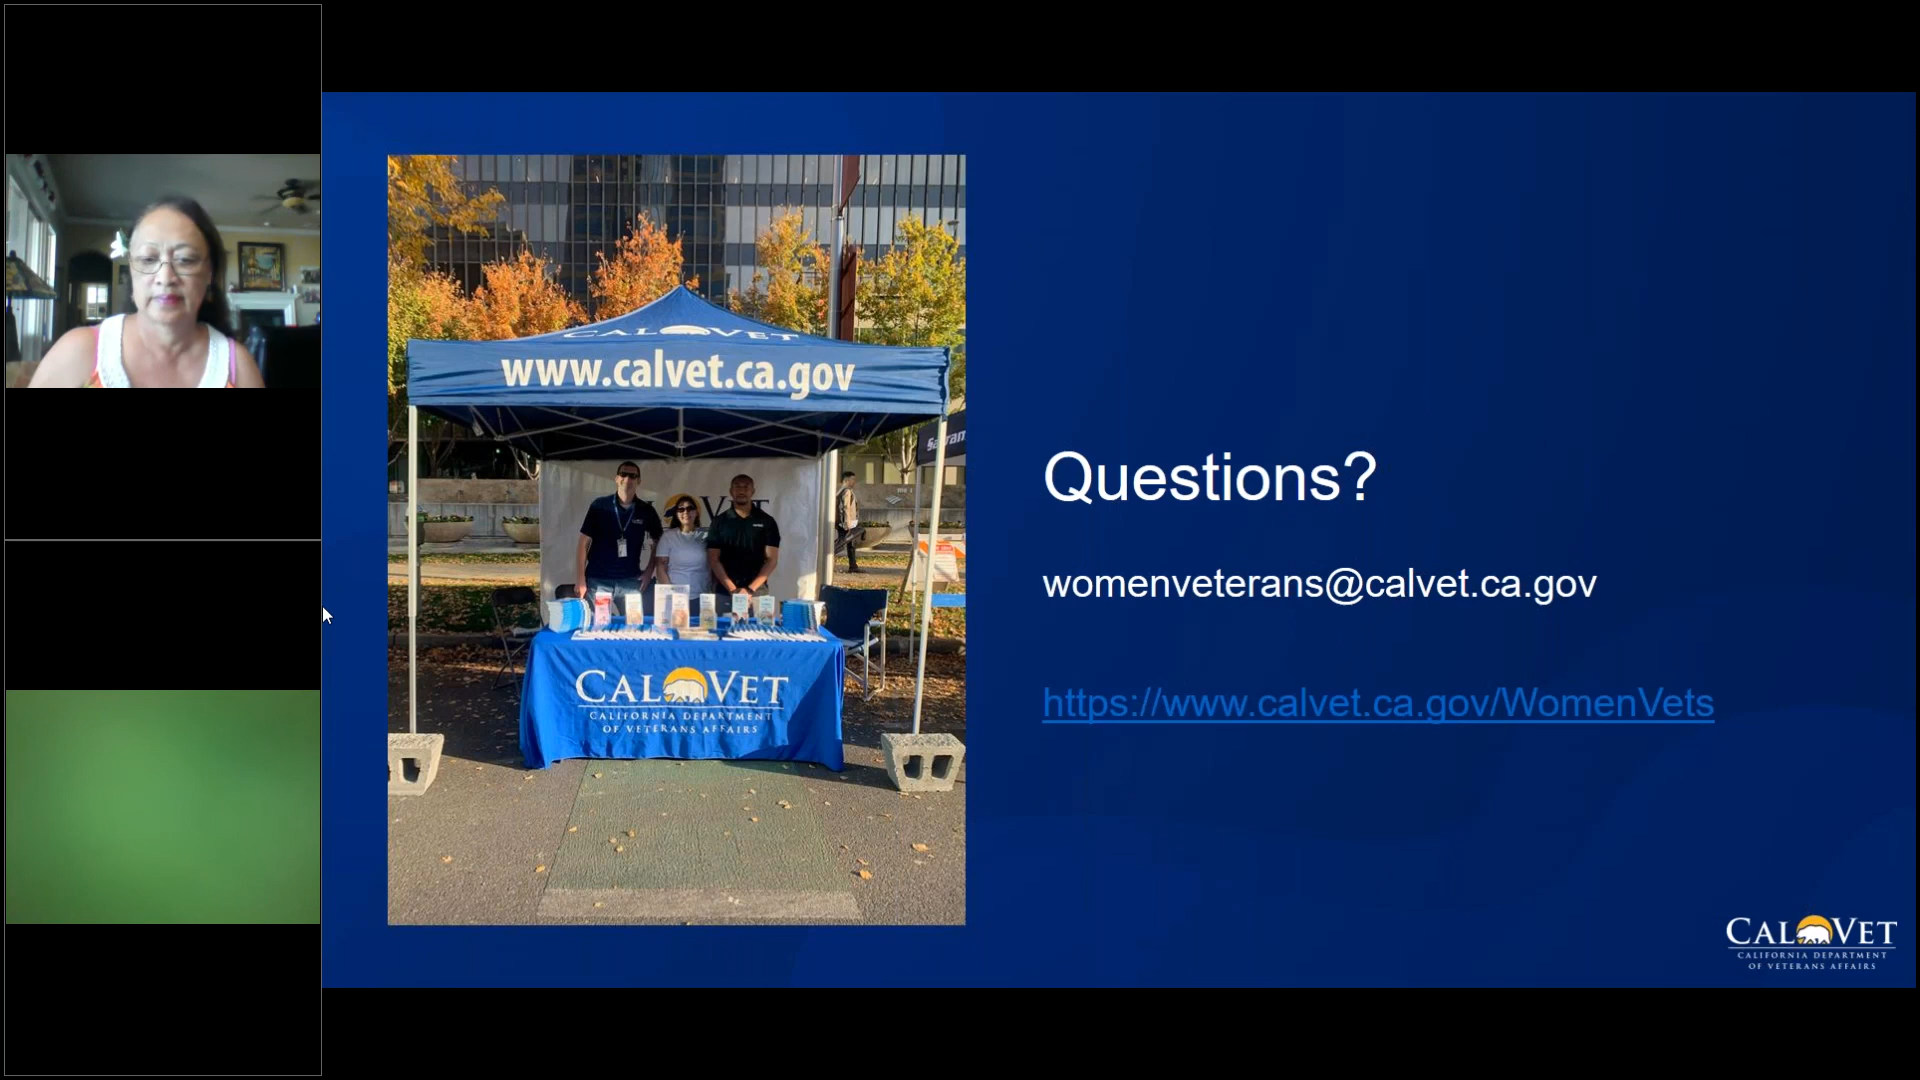 CALVET
www.calvet.ca.gov
CALVET
CALIFORNIA DEPARTMENT
OF VETERANS AFFAIRS
Questions?
womenveterans@calvet.ca.gov
https://www.calvet.ca.gov/WomenVets
CALVET
CALIFORNIA DEPARTMENT
OF VETERANS AFFAIRS